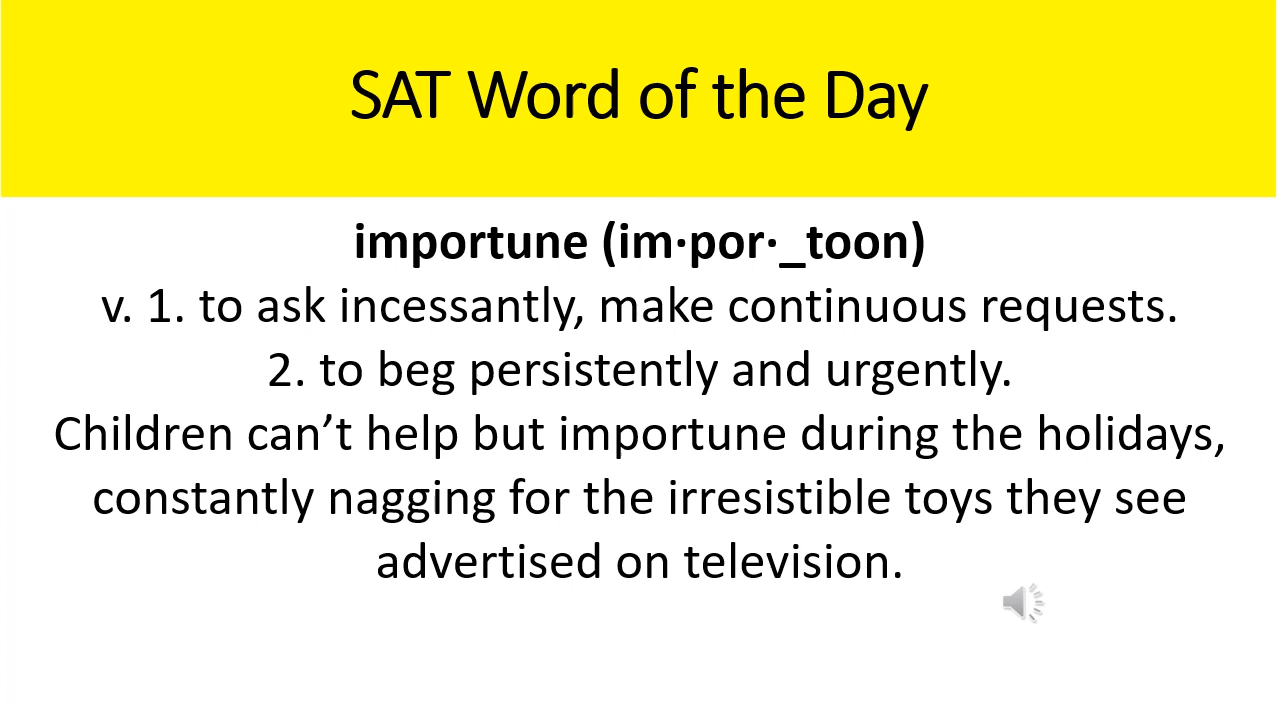 SAT Word of the Day
importune (im·por·_toon)
v. 1. to ask incessantly, make continuous requests.
2. to beg persistently and urgently.
Children can’t help but importune during the holidays,
constantly nagging for the irresistible toys they see
advertised on television.